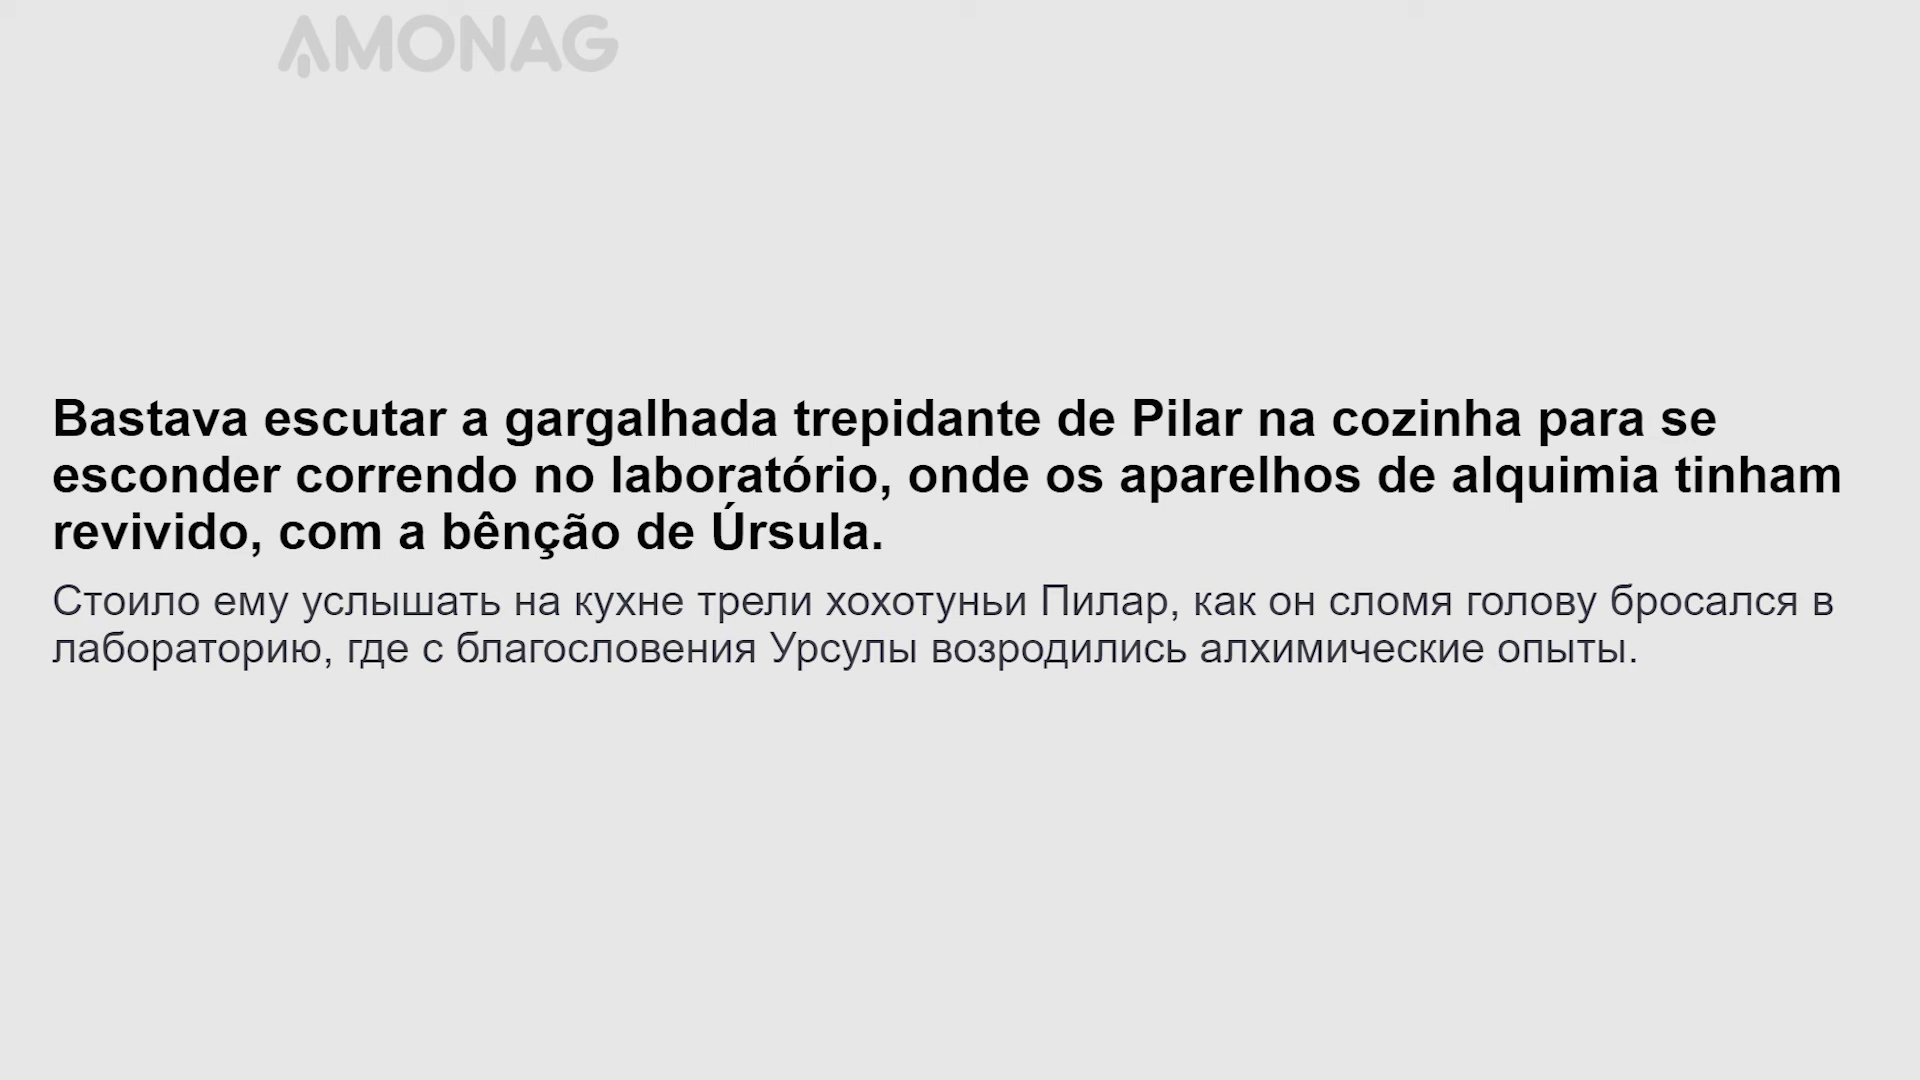 AMONAG
Bastava escutar a gargalhada trepidante de Pilar na cozinha para se
esconder correndo no laboratório, onde os aparelhos de alquimia tinham
revivido, com a bênção de Úrsula.
Стоило ему услышать на кухне трели хохотуньи Пилар, как он сломя голову бросался в
лабораторию, где с благословения Урсулы возродились алхимические опыты.